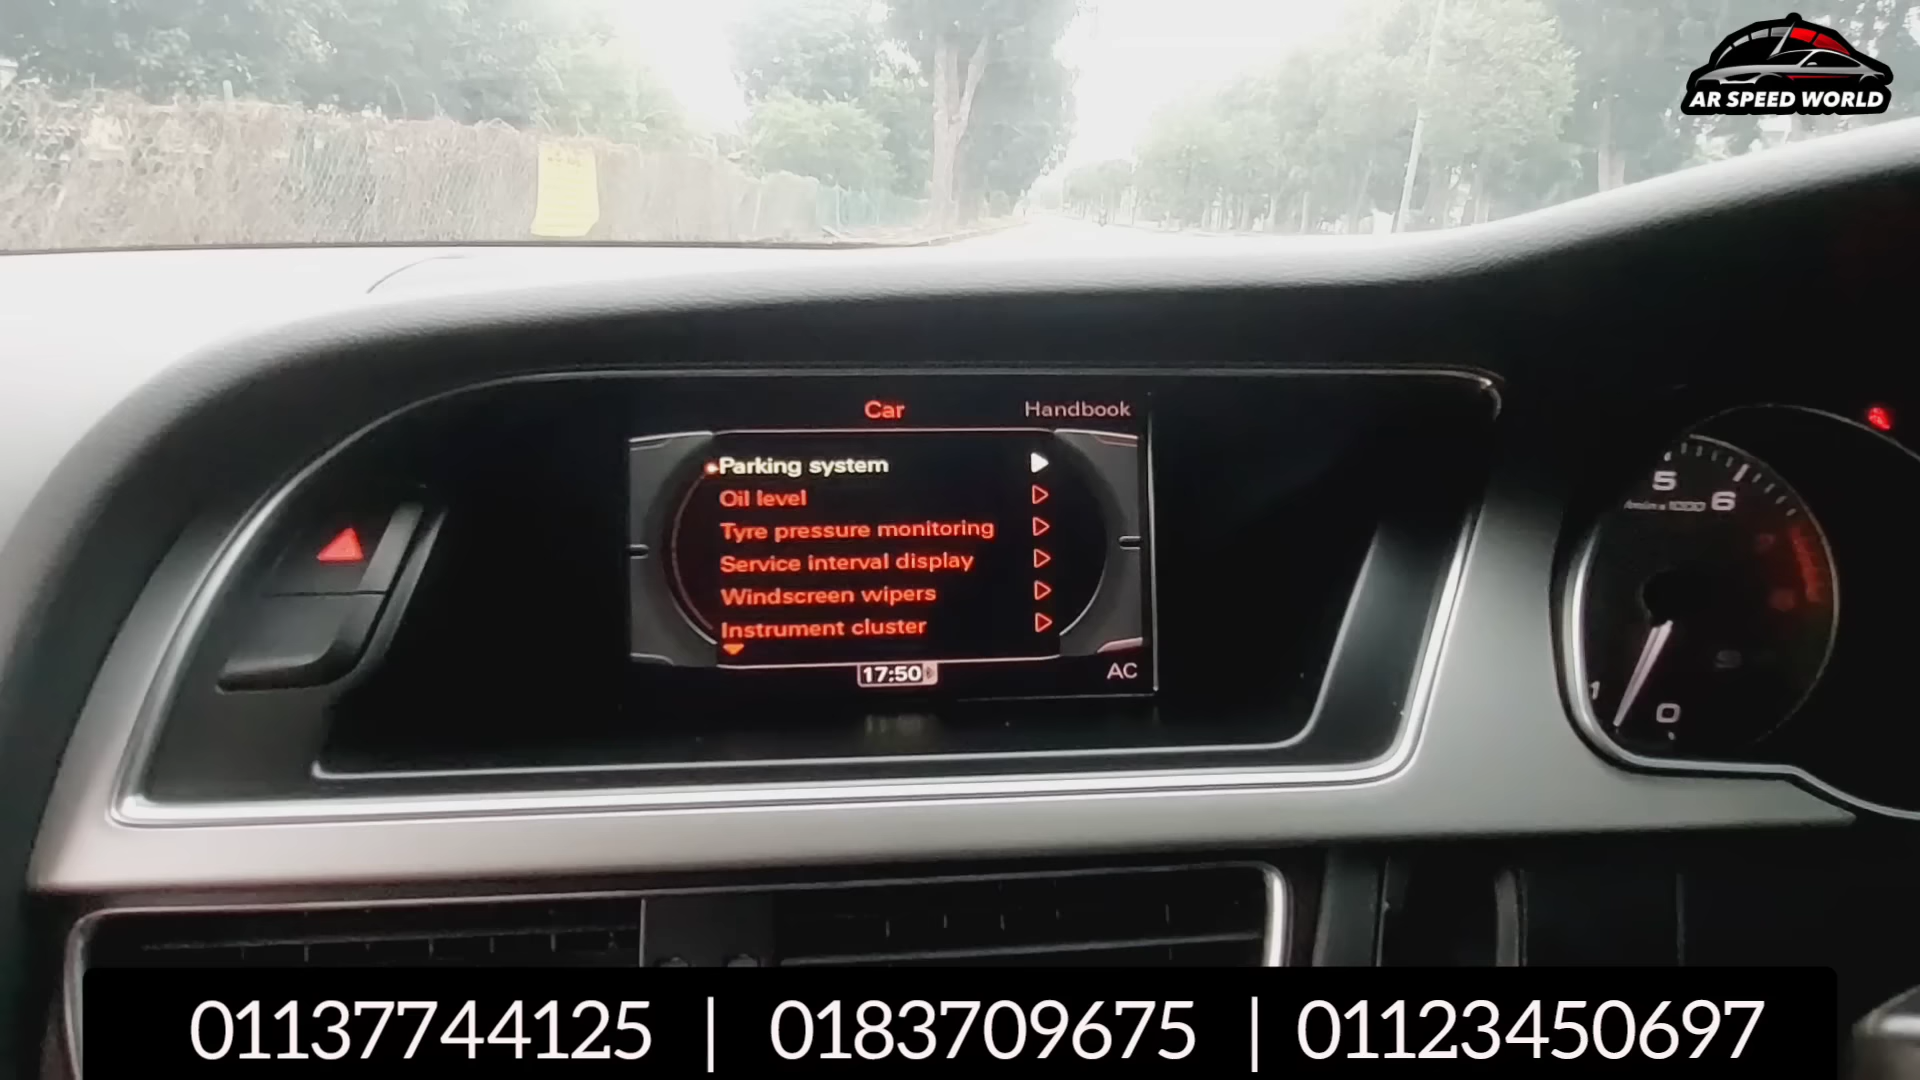 AR SPEED WORLD
Car Handbook
Parking system
Oil level
Tyre pressure monitoring
Service interval display
Windscreen wipers
Instrument cluster
17:50
AC
5
6
1
0
01137744125 | 0183709675 | 01123450697